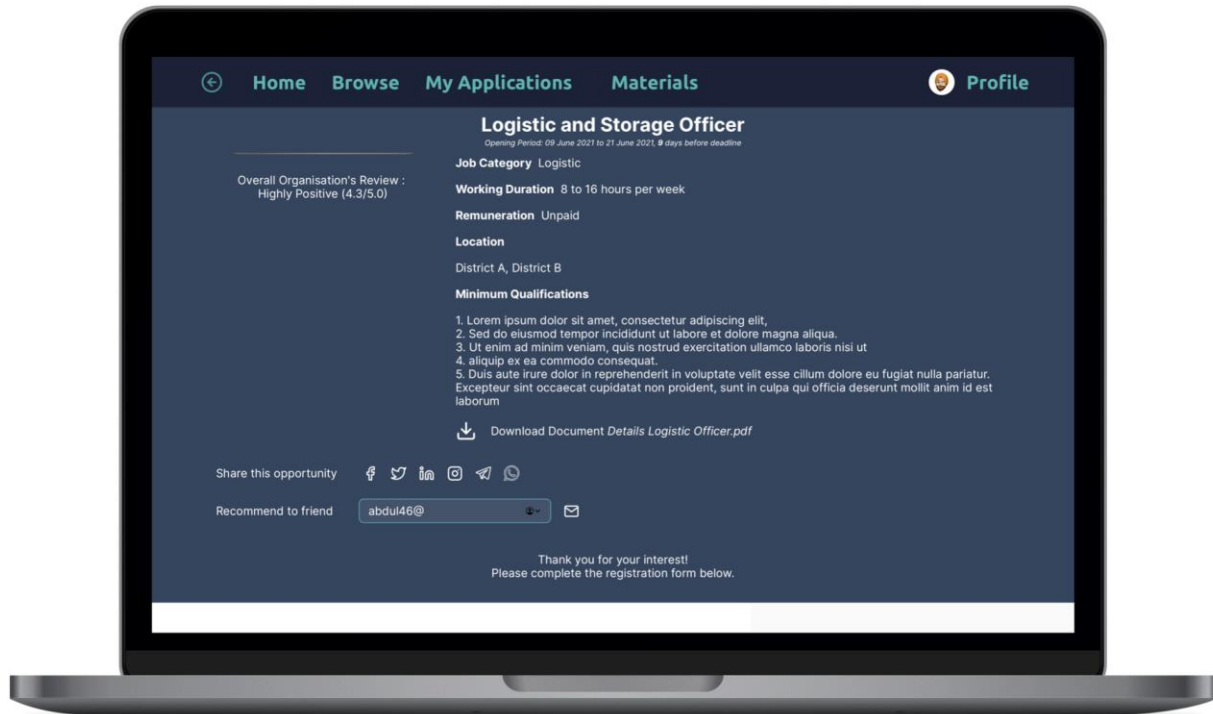 Home Browse My Applications Materials Profile
Logistic and Storage Officer
Opening Period: 09 June 2021 to 21 June 2021, 9 days before deadline
Overall Organisation's Review :
Highly Positive (4.3/5.0)
Job Category Logistic
Working Duration 8 to 16 hours per week
Remuneration Unpaid
Location
District A, District B
Minimum Qualifications
1. Lorem ipsum dolor sit amet, consectetur adipiscing elit,
2. Sed do eiusmod tempor incididunt ut labore et dolore magna aliqua.
3. Ut enim ad minim veniam, quis nostrud exercitation ullamco laboris nisi ut
4. aliquip ex ea commodo consequat.
5. Duis aute irure dolor in reprehenderit in voluptate velit esse cillum dolore eu fugiat nulla pariatur.
Excepteur sint occaecat cupidatat non proident, sunt in culpa qui officia deserunt mollit anim id est
laborum
Download Document Details Logistic Officer.pdf
Share this opportunity
Recommend to friend abdul46@
Thank you for your interest!
Please complete the registration form below.